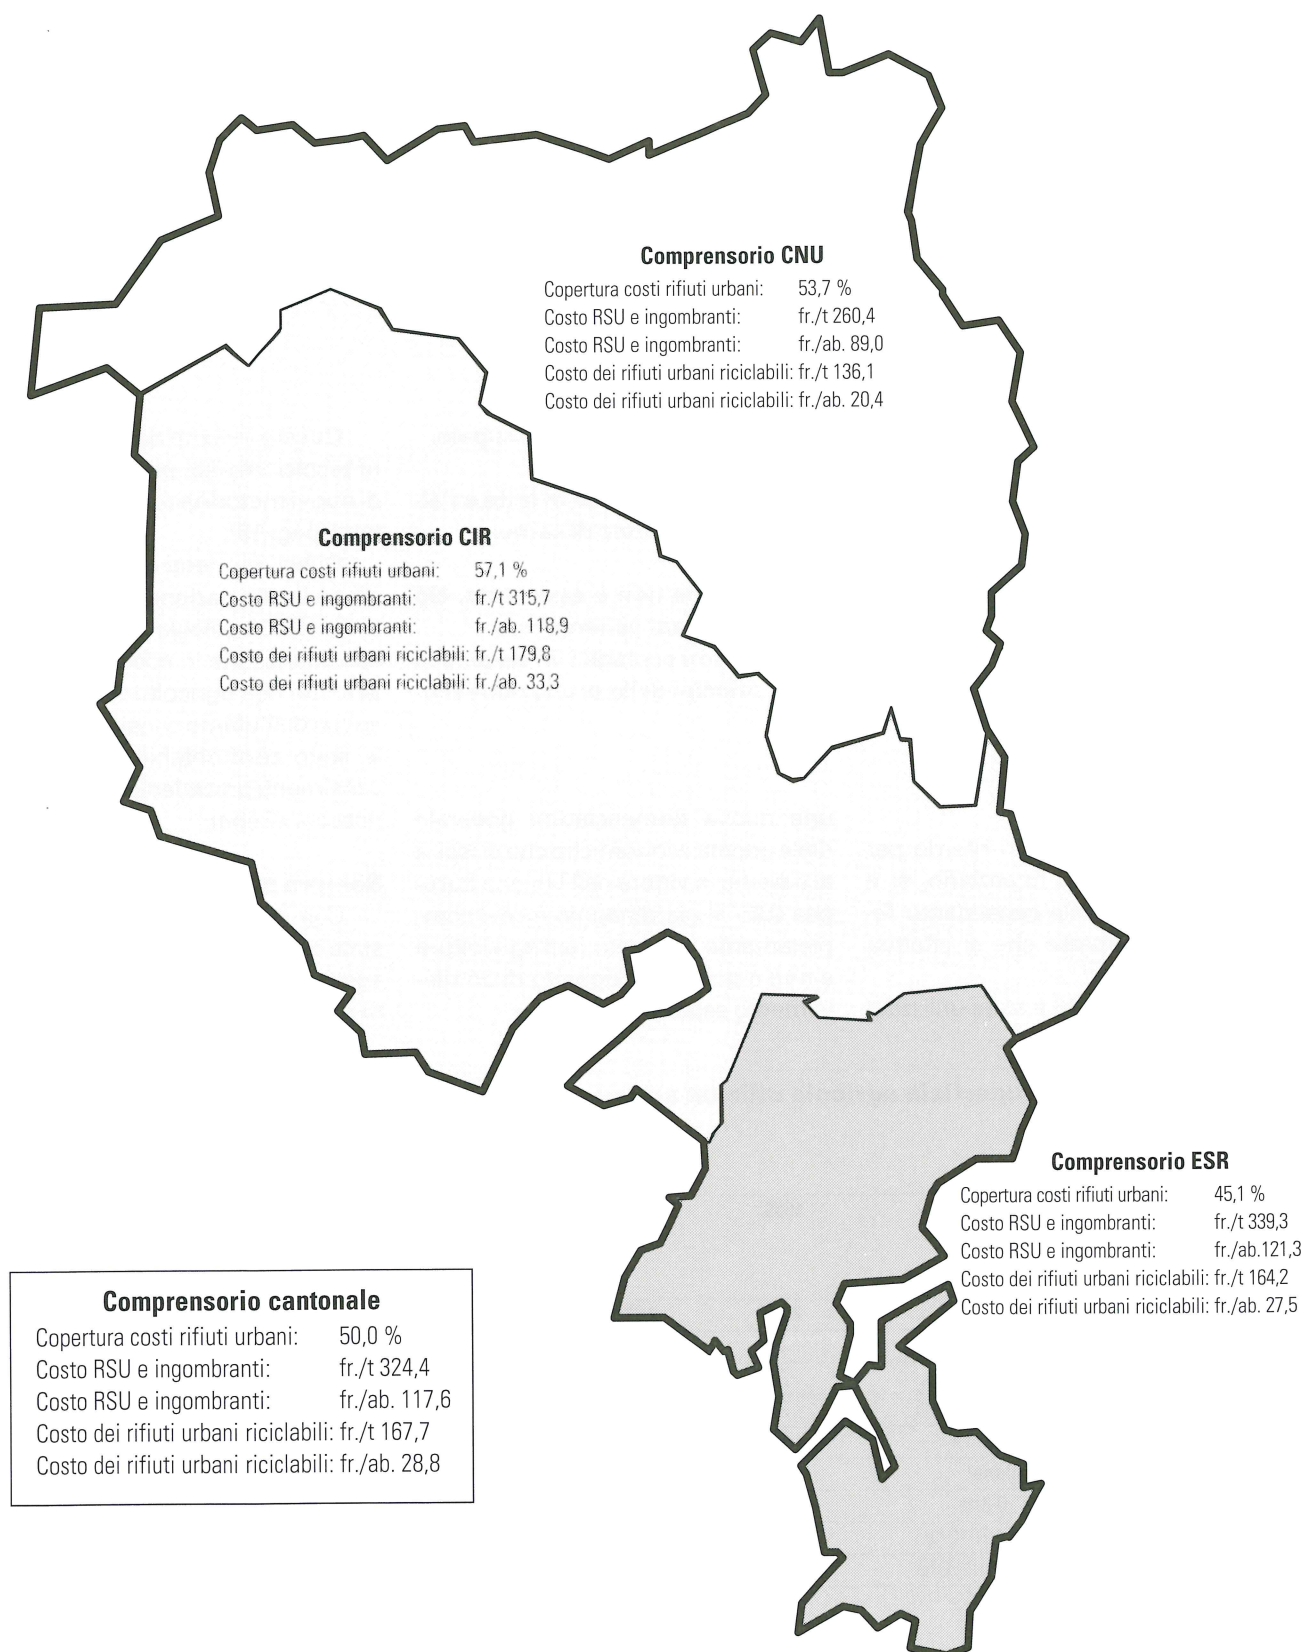 Comprensorio CNU
Copertura costi rifiuti urbani: 53,7 %
Costo RSU e ingombranti: fr./t 260,4
Costo RSU e ingombranti: fr./ab. 89,0
Costo dei rifiuti urbani riciclabili: fr./t 136,1
Costo dei rifiuti urbani riciclabili: fr./ab. 20,4
Comprensorio CIR
Copertura costi rifiuti urbani: 57,1 %
Costo RSU e ingombranti: fr./t 315,7
Costo RSU e ingombranti: fr./ab. 118,9
Costo dei rifiuti urbani riciclabili: fr./t 179,8
Costo dei rifiuti urbani riciclabili: fr./ab. 33,3
Comprensorio ESR
Copertura costi rifiuti urbani: 45,1 %
Costo RSU e ingombranti: fr./t 339,3
Costo RSU e ingombranti: fr./ab.121,3
Costo dei rifiuti urbani riciclabili: fr./t 164,2
Costo dei rifiuti urbani riciclabili: fr./ab. 27,5
Comprensorio cantonale
Copertura costi rifiuti urbani: 50,0 %
Costo RSU e ingombranti: fr./t 324,4
Costo RSU e ingombranti: fr./ab. 117,6
Costo dei rifiuti urbani riciclabili: fr./t 167,7
Costo dei rifiuti urbani riciclabili: fr./ab. 28,8